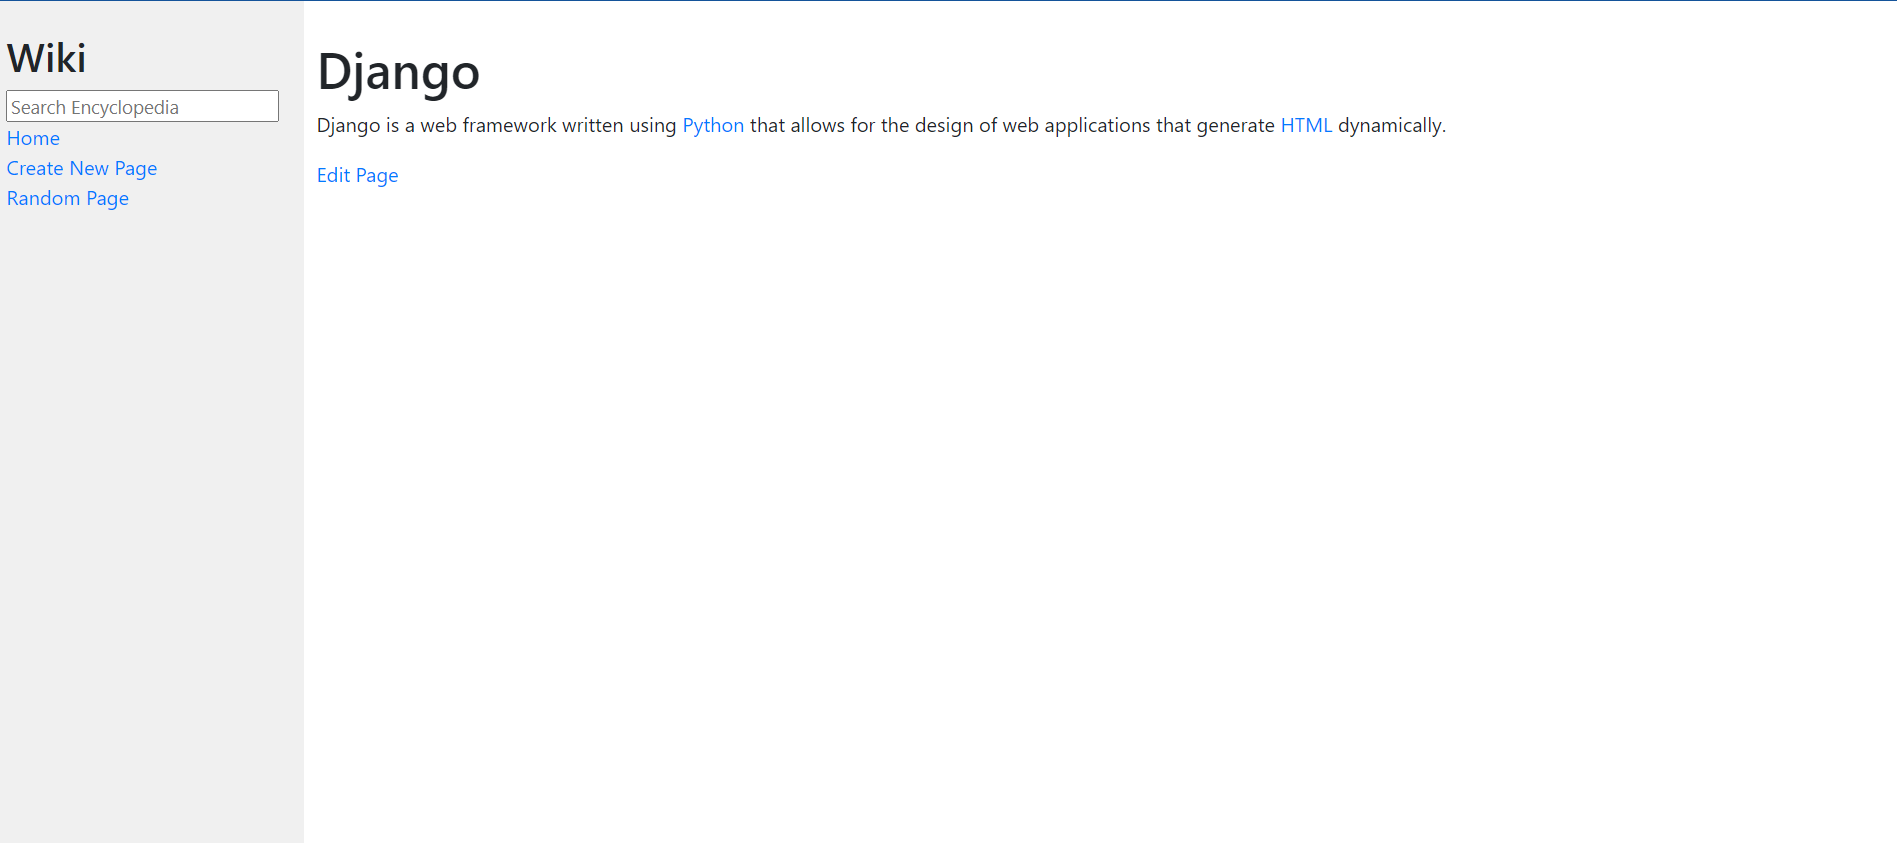 Wiki
Search Encyclopedia
Home
Create New Page
Random Page
Django
Django is a web framework written using Python that allows for the design of web applications that generate HTML dynamically.
Edit Page